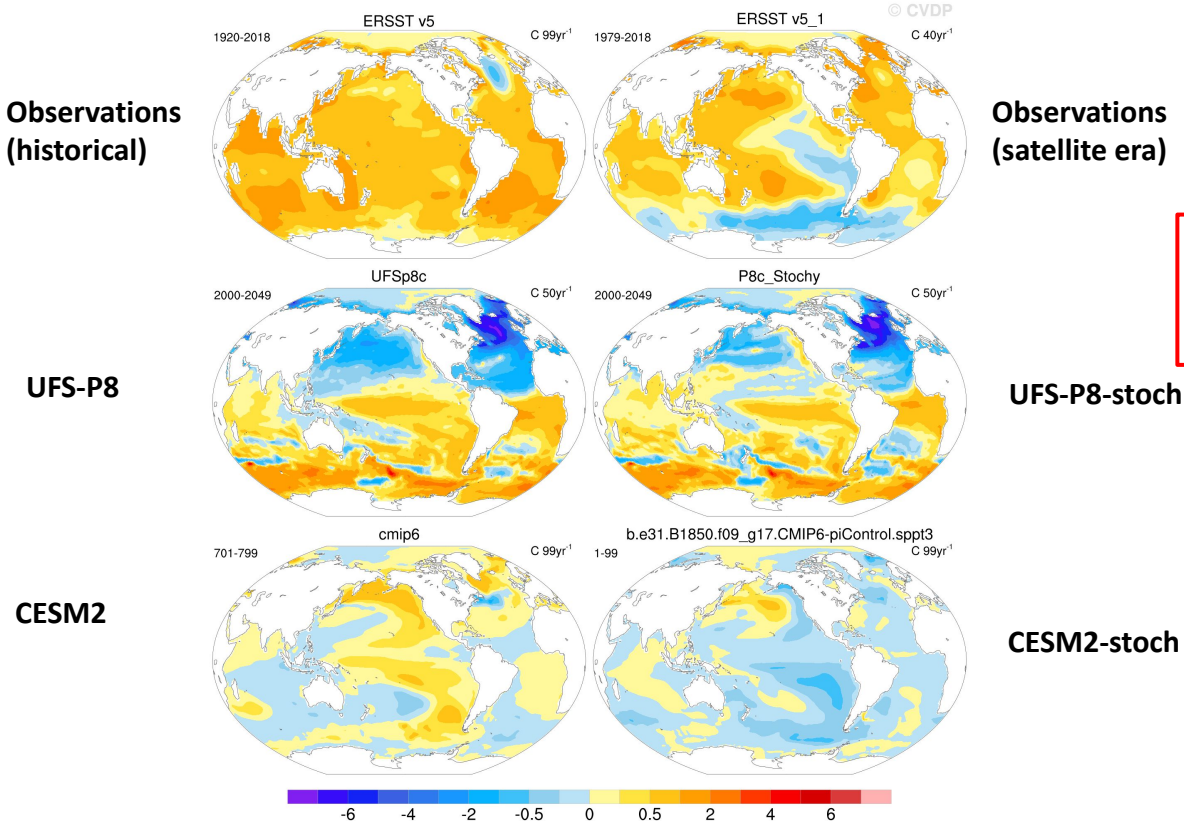 © CVDP
ERSST v5
ERSST v5_1
1920-2018
C 99yr-1
1979-2018
C 40yr-1
Observations
(historical)
Observations
(satellite era)
UFSp8c
P8c_Stochy
2000-2049
C 50yr-1
2000-2049
C 50yr-1
UFS-P8
UFS-P8-stoch
cmip6
b.e31.B1850.f09_g17.CMIP6-piControl.sppt3
701-799
C 99yr-1
1-99
C 99yr-1
CESM2
CESM2-stoch
-6 -4 -2 -0.5 0 0.5 2 4 6